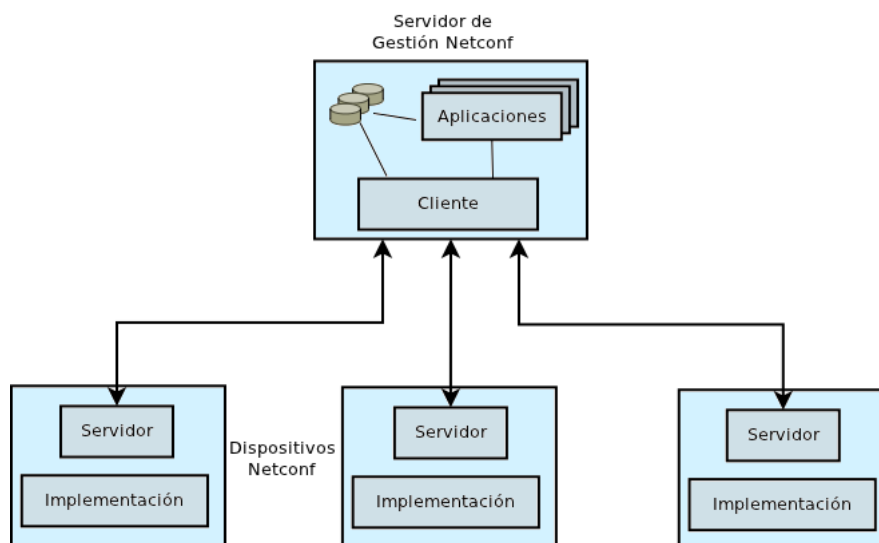 Servidor de
Gestión Netconf
Aplicaciones
Cliente
Servidor
Implementación
Dispositivos
Netconf
Servidor
Implementación
Servidor
Implementación